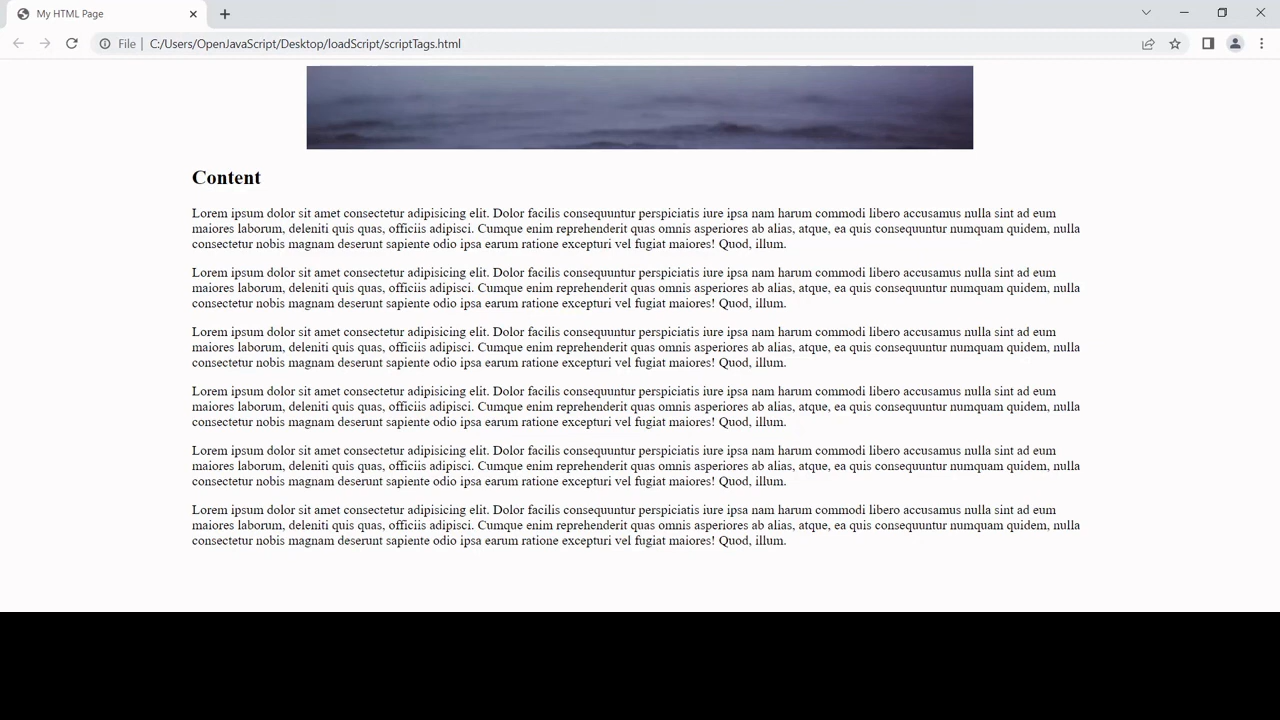 My HTML Page
File | C:/Users/OpenJavaScript/Desktop/loadScript/scriptTags.html
Content
Lorem ipsum dolor sit amet consectetur adipisicing elit. Dolor facilis consequuntur perspiciatis iure ipsa nam harum commodi libero accusamus nulla sint ad eum
maiores laborum, deleniti quis quas, officiis adipisci. Cumque enim reprehenderit quas omnis asperiores ab alias, atque, ea quis consequuntur numquam quidem, nulla
consectetur nobis magnam deserunt sapiente odio ipsa earum ratione excepturi vel fugiat maiores! Quod, illum.
Lorem ipsum dolor sit amet consectetur adipisicing elit. Dolor facilis consequuntur perspiciatis iure ipsa nam harum commodi libero accusamus nulla sint ad eum
maiores laborum, deleniti quis quas, officiis adipisci. Cumque enim reprehenderit quas omnis asperiores ab alias, atque, ea quis consequuntur numquam quidem, nulla
consectetur nobis magnam deserunt sapiente odio ipsa earum ratione excepturi vel fugiat maiores! Quod, illum.
Lorem ipsum dolor sit amet consectetur adipisicing elit. Dolor facilis consequuntur perspiciatis iure ipsa nam harum commodi libero accusamus nulla sint ad eum
maiores laborum, deleniti quis quas, officiis adipisci. Cumque enim reprehenderit quas omnis asperiores ab alias, atque, ea quis consequuntur numquam quidem, nulla
consectetur nobis magnam deserunt sapiente odio ipsa earum ratione excepturi vel fugiat maiores! Quod, illum.
Lorem ipsum dolor sit amet consectetur adipisicing elit. Dolor facilis consequuntur perspiciatis iure ipsa nam harum commodi libero accusamus nulla sint ad eum
maiores laborum, deleniti quis quas, officiis adipisci. Cumque enim reprehenderit quas omnis asperiores ab alias, atque, ea quis consequuntur numquam quidem, nulla
consectetur nobis magnam deserunt sapiente odio ipsa earum ratione excepturi vel fugiat maiores! Quod, illum.
Lorem ipsum dolor sit amet consectetur adipisicing elit. Dolor facilis consequuntur perspiciatis iure ipsa nam harum commodi libero accusamus nulla sint ad eum
maiores laborum, deleniti quis quas, officiis adipisci. Cumque enim reprehenderit quas omnis asperiores ab alias, atque, ea quis consequuntur numquam quidem, nulla
consectetur nobis magnam deserunt sapiente odio ipsa earum ratione excepturi vel fugiat maiores! Quod, illum.
Lorem ipsum dolor sit amet consectetur adipisicing elit. Dolor facilis consequuntur perspiciatis iure ipsa nam harum commodi libero accusamus nulla sint ad eum
maiores laborum, deleniti quis quas, officiis adipisci. Cumque enim reprehenderit quas omnis asperiores ab alias, atque, ea quis consequuntur numquam quidem, nulla
consectetur nobis magnam deserunt sapiente odio ipsa earum ratione excepturi vel fugiat maiores! Quod, illum.